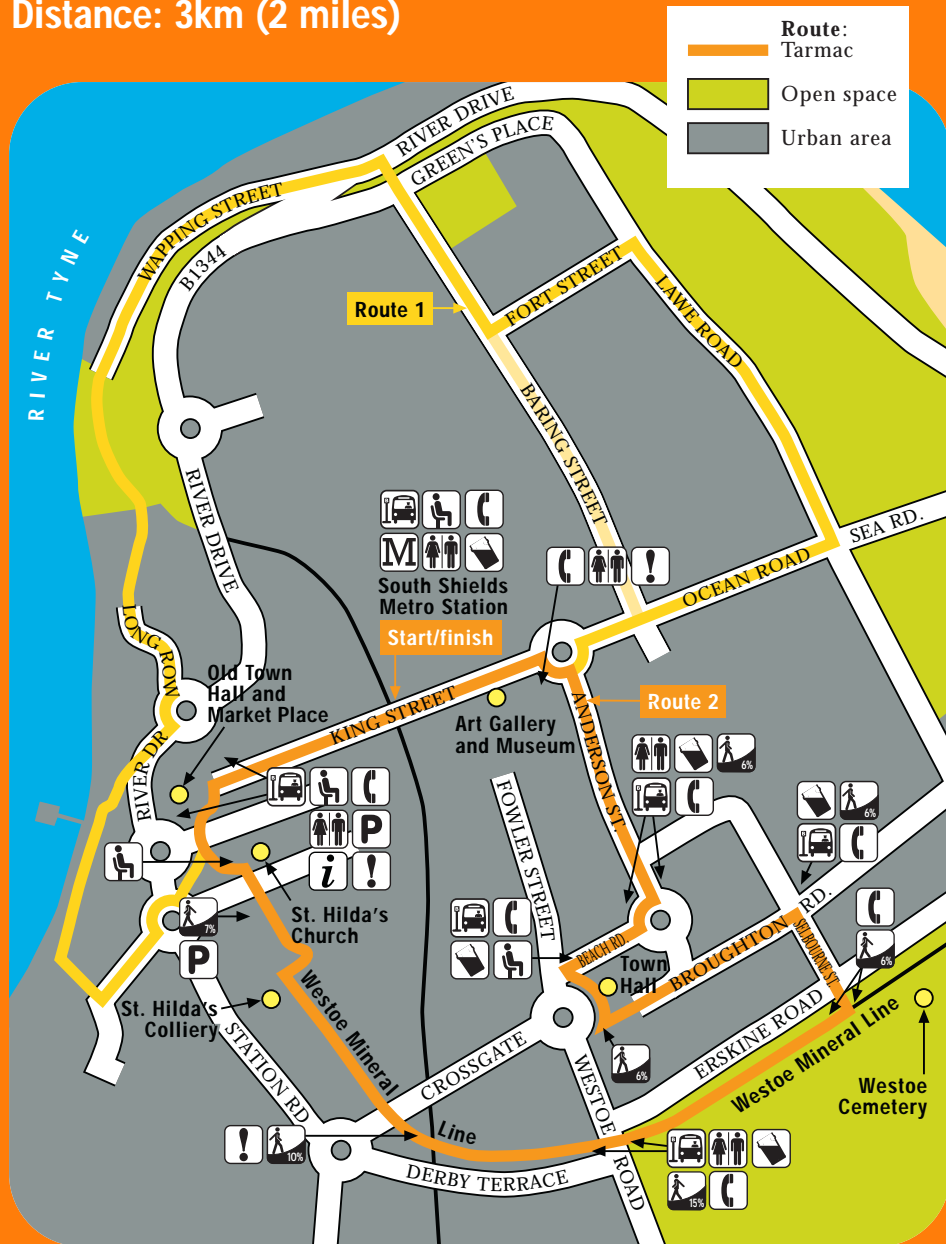 Distance: 3km (2 miles)
Route:
Tarmac
Open space
Urban area
RIVER DRIVE
GREEN'S PLACE
WAPPING STREET
B1344
RIVER TYNE
Route 1
FORT STREET
LAWE ROAD
BARING STREET
RIVER DRIVE
SEA RD.
OCEAN ROAD
M
South Shields
Metro Station
Start/finish
!
LONG ROW
Old Town
Hall and
Market Place
KING STREET
Art Gallery
and Museum
Route 2
ANDERSON ST.
RIVER DR
6%
FOWLER STREET
6%
P
i
!
St. Hilda's
Church
7%
P
BEACH RD.
Town
Hall
BROUGHTON RD.
SELBOURNE ST.
6%
St. Hilda's
Colliery
Westoe Mineral
Line
STATION RD
CROSSGATE
6%
WESTOE ROAD
ERSKINE ROAD
Westoe Mineral Line
Westoe
Cemetery
!
10%
DERBY TERRACE
15%